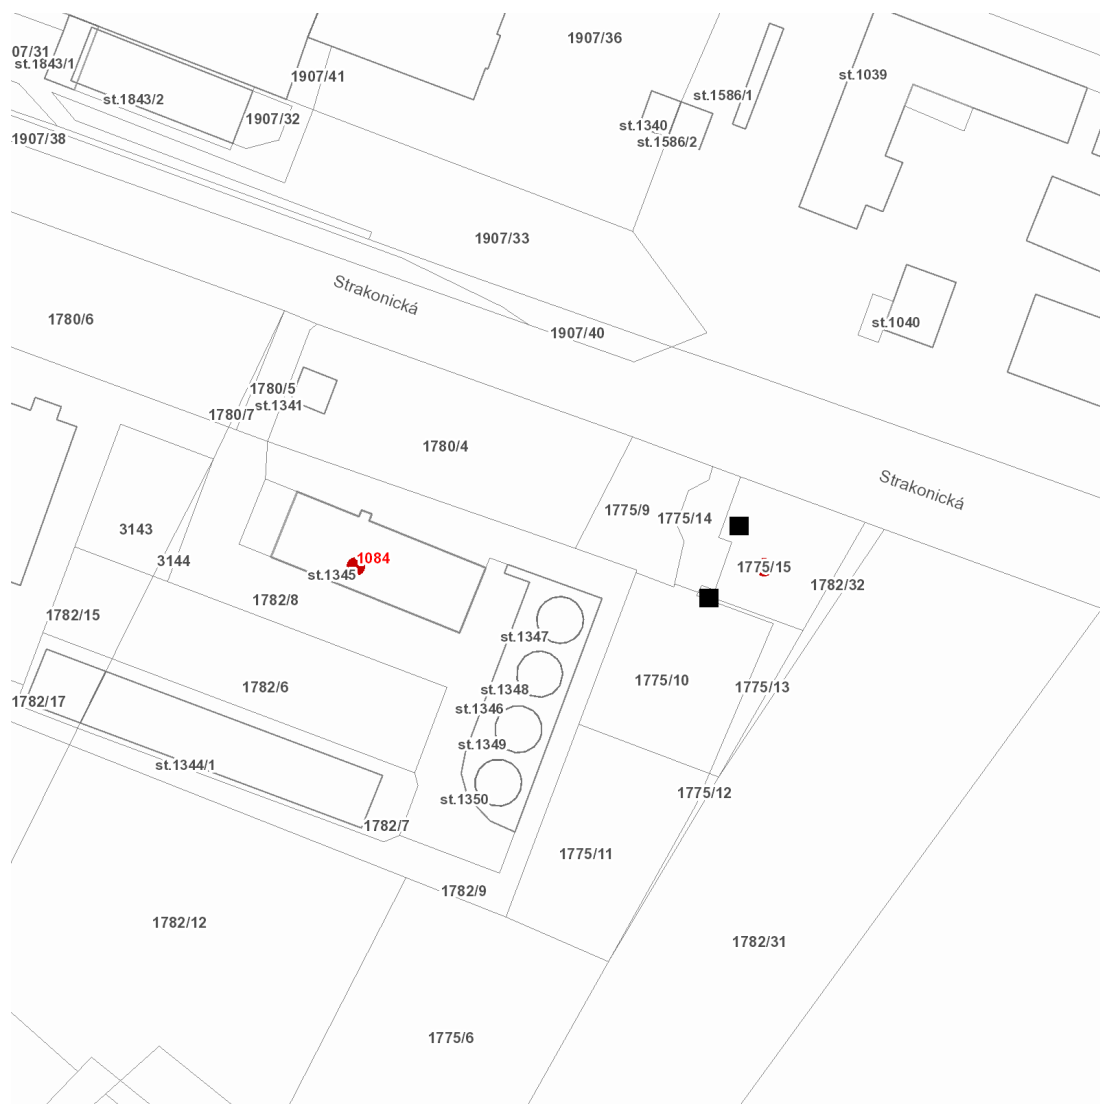 1907/36
07/31
st.1843/1
1907/41
st.1039
st.1843/2
st.1586/1
1907/32
st.1340
1907/38
st.1586/2
1907/33
Strakonická
1780/6
st.1040
1907/40
1780/5
st.1341
1780/7
1780/4
Strakonická
1775/9
1775/14
3143
1084
3144
st.1345
1775/15
1782/32
1782/8
1782/15
st.1347
1775/10
1782/6
st.1348
1775/13
1782/17
st.1346
st.1349
st.1344/1
1775/12
st.1350
1782/7
1775/11
1782/9
1782/12
1782/31
1775/6